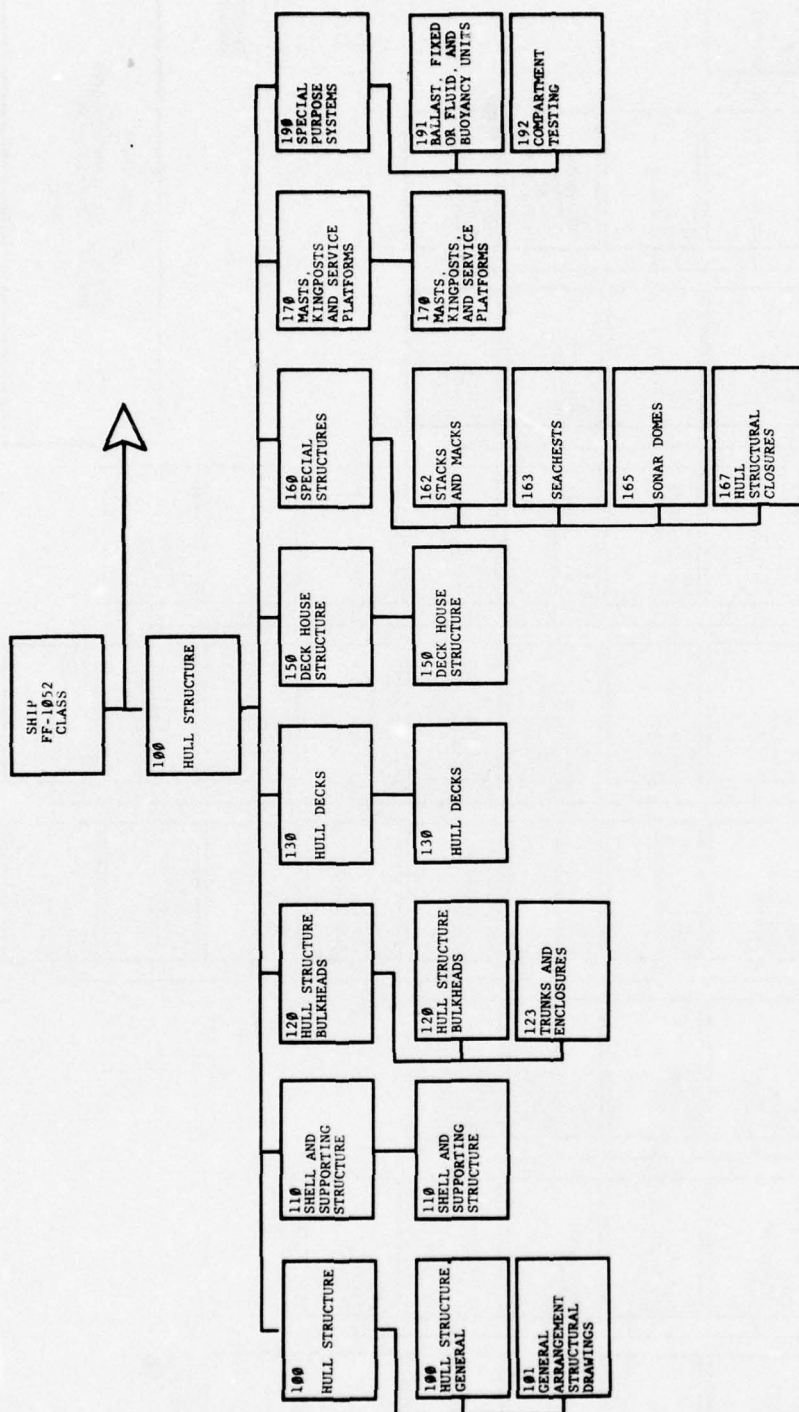 SHIP
FF-1052
CLASS
100
HULL STRUCTURE
100
HULL STRUCTURE
110
SHELL AND
SUPPORTING
STRUCTURE
120
HULL STRUCTURE
BULKHEADS
130
HULL DECKS
150
DECK HOUSE
STRUCTURE
160
SPECIAL
STRUCTURES
170
MASTS,
KINGPOSTS
AND SERVICE
PLATFORMS
190
SPECIAL
PURPOSE
SYSTEMS
100
HULL STRUCTURE,
GENERAL
101
GENERAL
ARRANGEMENT
STRUCTURAL
DRAWINGS
110
SHELL AND
SUPPORTING
STRUCTURE
120
HULL STRUCTURE
BULKHEADS
123
TRUNKS AND
ENCLOSURES
130
HULL DECKS
150
DECK HOUSE
STRUCTURE
162
STACKS
AND MACKS
163
SEACHESTS
165
SONAR DOMES
167
HULL
STRUCTURAL
CLOSURES
170
MASTS,
KINGPOSTS,
AND SERVICE
PLATFORMS
191
BALLAST, FIXED
OR FLUID, AND
BUOYANCY UNITS
192
COMPARTMENT
TESTING